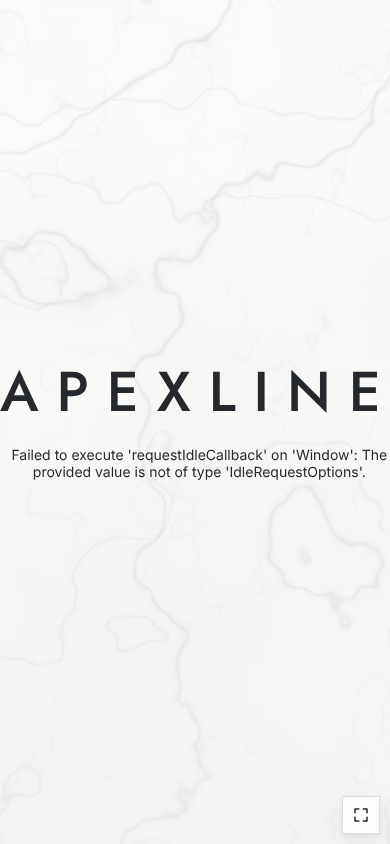 APEXLINE
Failed to execute 'requestIdleCallback' on 'Window': The
provided value is not of type 'IdleRequestOptions'.